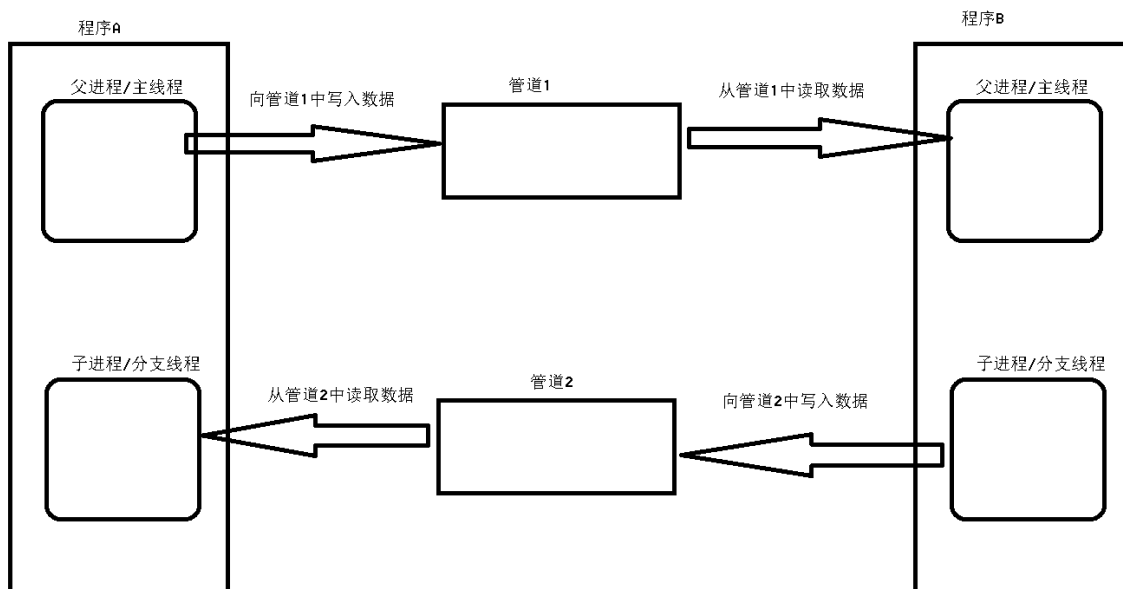 程序A
程序B
父进程/主线程
向管道1中写入数据
管道1
从管道1中读取数据
父进程/主线程
子进程/分支线程
从管道2中读取数据
管道2
向管道2中写入数据
子进程/分支线程